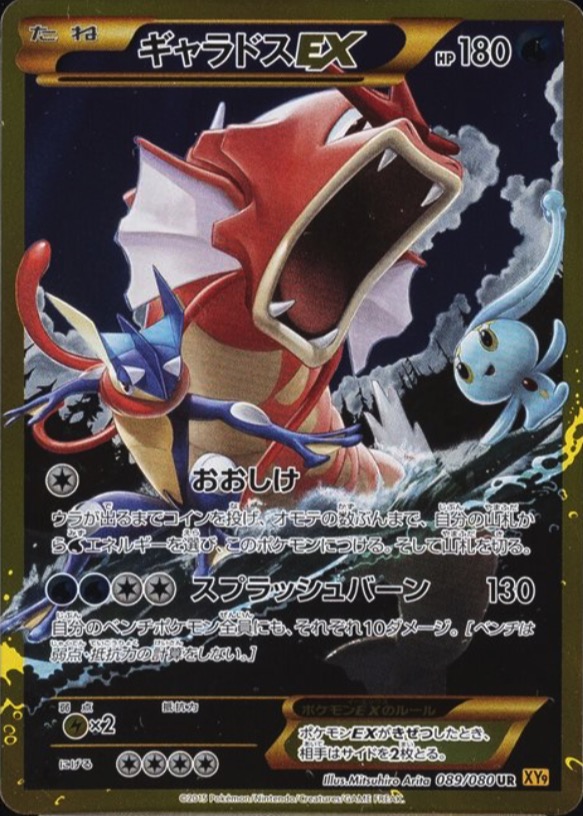 たね ギャラドスEX HP180
おおしけ
ウラが出るまでコインを投げ、オモテの数ぶんまで、自分の山札か
ら エネルギーを選び、このポケモンにつける。そして山札を切る。
スプラッシュバーン 130
自分のベンチポケモン全員にも、それぞれ10ダメージ。[ベンチは
弱点・抵抗力の計算をしない。]
弱点 抵抗力
×2
にげる
ポケモンEXのルール
ポケモンEXがきぜつしたとき、
相手はサイドを2枚とる。
Illus.Mitsuhiro Arita 089/080 UR XY9
©2015 Pokémon/Nintendo/Creatures/GAME FREAK.